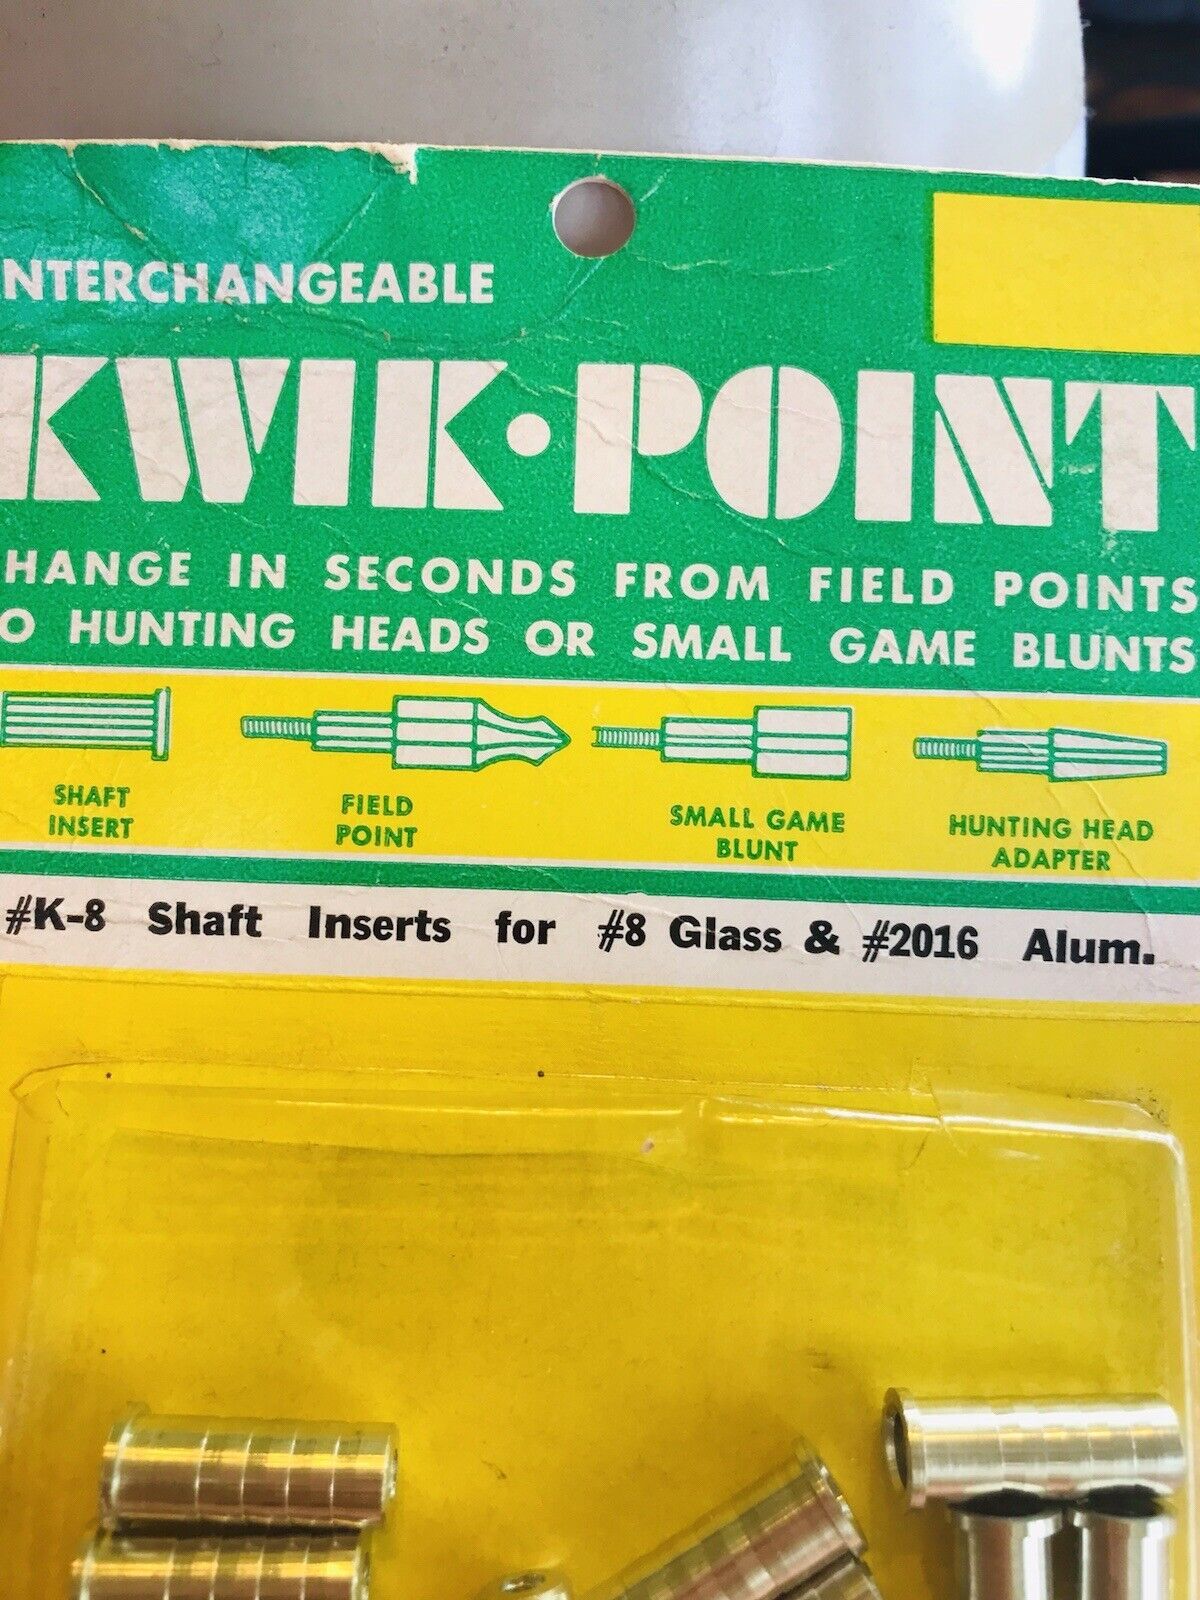 INTERCHANGEABLE
KWIK·POINT
HANGE IN SECONDS FROM FIELD POINTS
O HUNTING HEADS OR SMALL GAME BLUNTS
SHAFT
INSERT
FIELD
POINT
SMALL GAME
BLUNT
HUNTING HEAD
ADAPTER
#K-8 Shaft Inserts for #8 Glass & #2016 Alum.